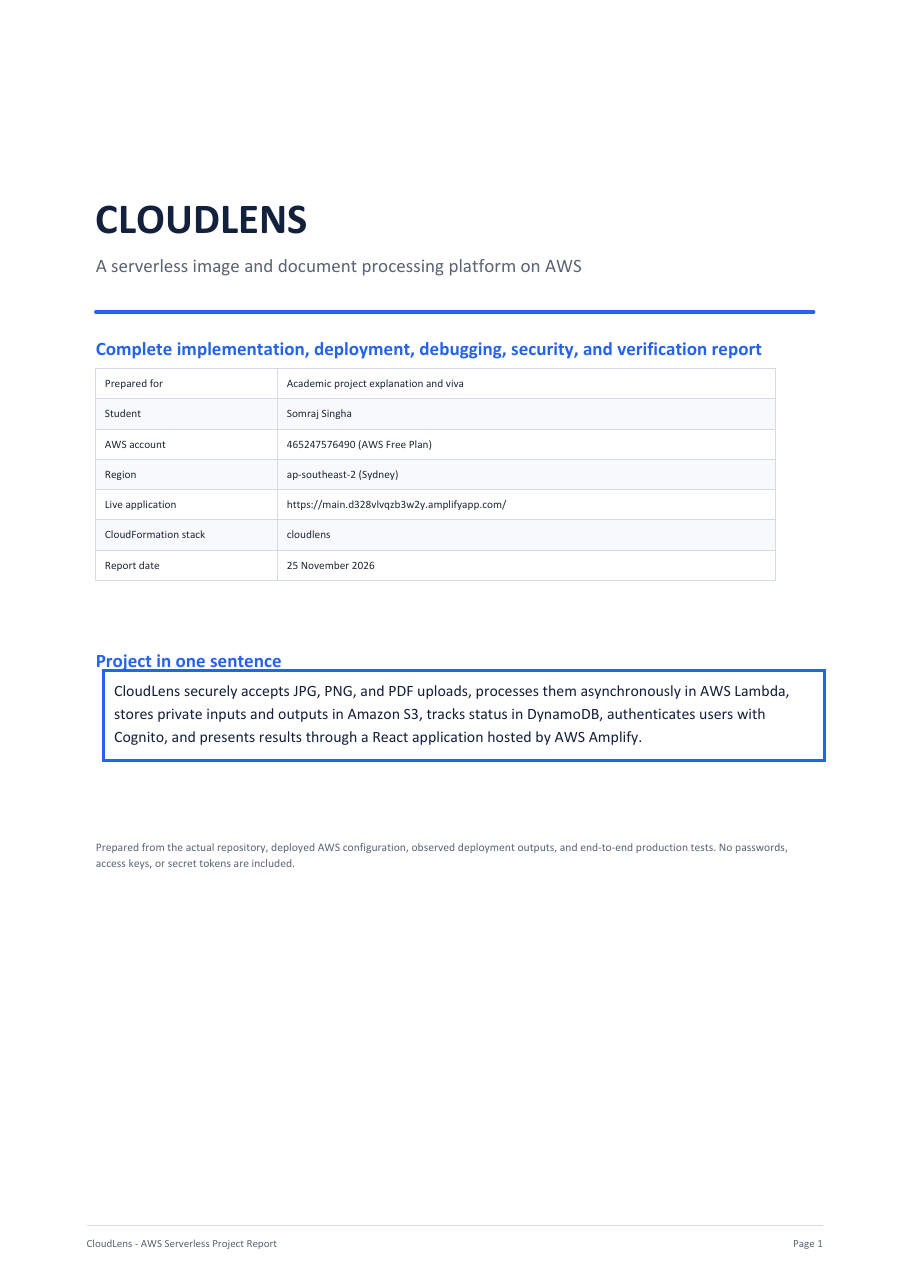 CLOUDLENS
A serverless image and document processing platform on AWS
Complete implementation, deployment, debugging, security, and verification report
Prepared for Academic project explanation and viva
Student Somraj Singha
AWS account 465247576490 (AWS Free Plan)
Region ap-southeast-2 (Sydney)
Live application https://main.d328vlvqzb3w2y.amplifyapp.com/
CloudFormation stack cloudlens
Report date 25 November 2026
Project in one sentence
CloudLens securely accepts JPG, PNG, and PDF uploads, processes them asynchronously in AWS Lambda,
stores private inputs and outputs in Amazon S3, tracks status in DynamoDB, authenticates users with
Cognito, and presents results through a React application hosted by AWS Amplify.
Prepared from the actual repository, deployed AWS configuration, observed deployment outputs, and end-to-end production tests. No passwords,
access keys, or secret tokens are included.
CloudLens - AWS Serverless Project Report Page 1